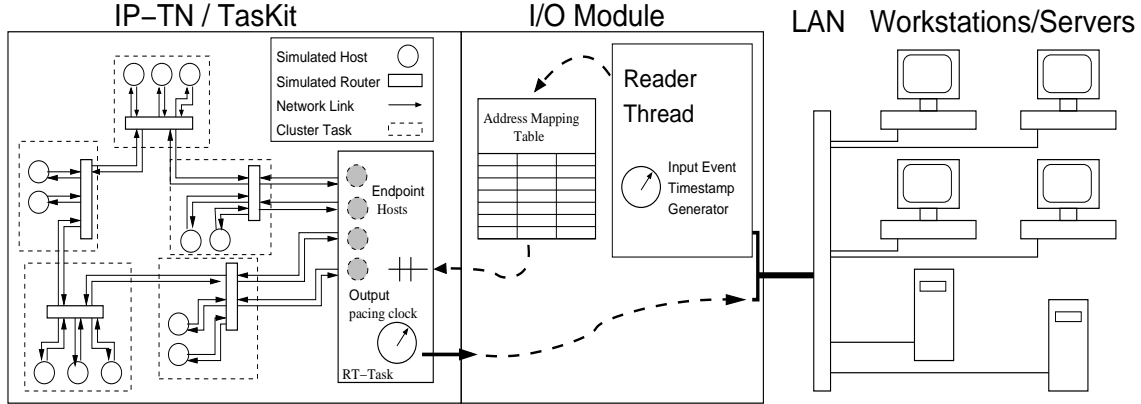 IP−TN / TasKit
I/O Module
LAN Workstations/Servers
Simulated Host
Simulated Router
Network Link
Cluster Task
Reader
Thread
Address Mapping
Table
Input Event
Timestamp
Generator
Endpoint
Hosts
Output
pacing clock
RT−Task